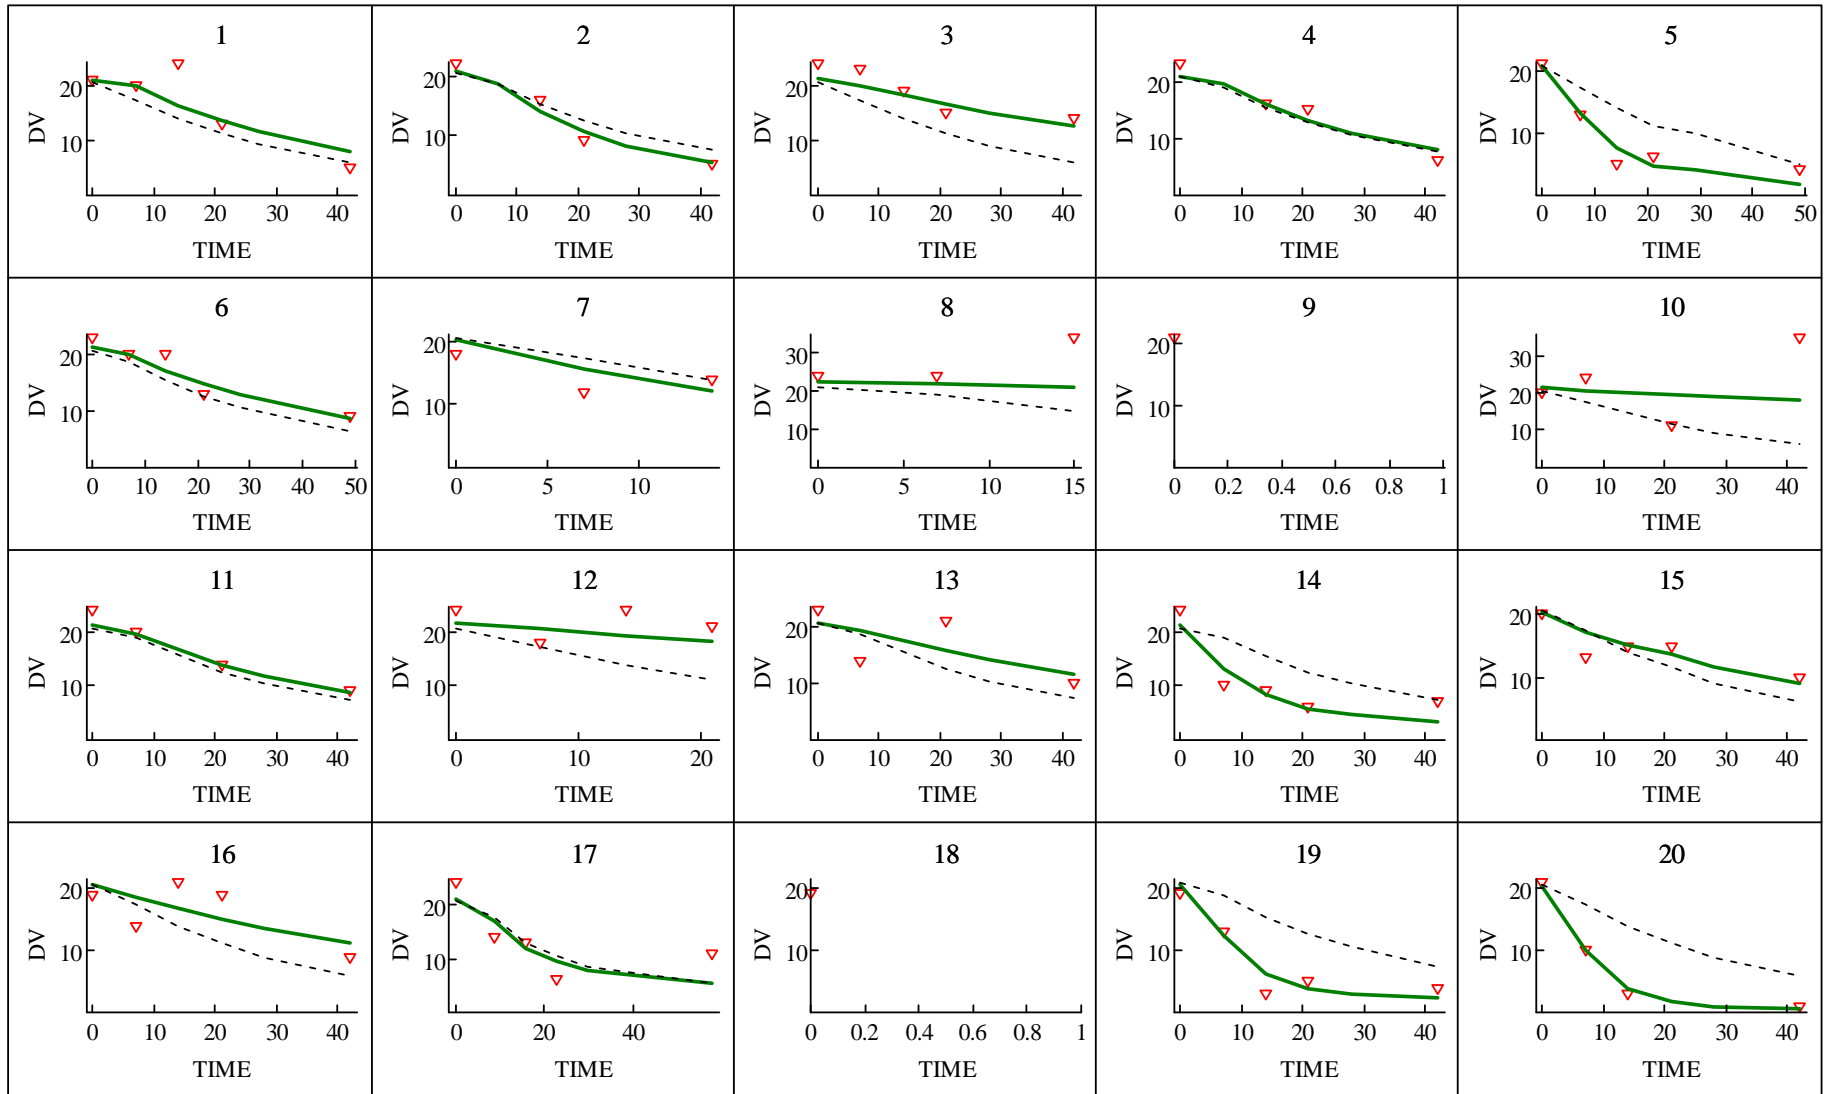 1 2 3 4 5
DV 20 10 DV 20 10 DV 20 10 DV 20 10 DV 20 10
0 10 20 30 40 0 10 20 30 40 0 10 20 30 40 0 10 20 30 40 0 10 20 30 40 50
TIME TIME TIME TIME TIME
6 7 8 9 10
DV 20 10 DV 20 10 DV 30 20 10 DV 20 10 DV 30 20 10
0 10 20 30 40 50 0 5 10 0 5 10 15 0 0.2 0.4 0.6 0.8 1 0 10 20 30 40
TIME TIME TIME TIME TIME
11 12 13 14 15
DV 20 10 DV 20 10 DV 20 10 DV 20 10 DV 20 10
0 10 20 30 40 0 10 20 0 10 20 30 40 0 10 20 30 40 0 10 20 30 40
TIME TIME TIME TIME TIME
16 17 18 19 20
DV 20 10 DV 20 10 DV 20 10 DV 20 10 DV 20 10
0 10 20 30 40 0 20 40 0 0.2 0.4 0.6 0.8 1 0 10 20 30 40 0 10 20 30 40
TIME TIME TIME TIME TIME